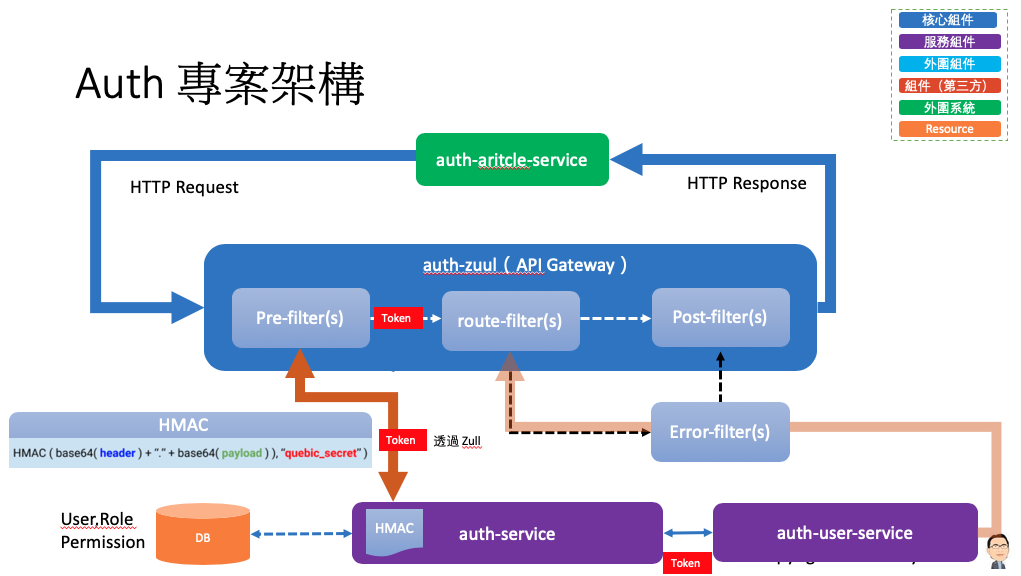 核心組件
服務組件
外圍組件
組件（第三方）
外圍系統
Resource
Auth 專案架構
auth-aritcle-service
HTTP Request
HTTP Response
auth-zuul（ API Gateway ）
Pre-filter(s)
Token
route-filter(s)
Post-filter(s)
HMAC
HMAC ( base64( header ) + "." + base64( payload ) ), "quebic_secret" )
Token
透過 Zull
Error-filter(s)
User,Role
Permission
DB
HMAC
auth-service
Token
auth-user-service